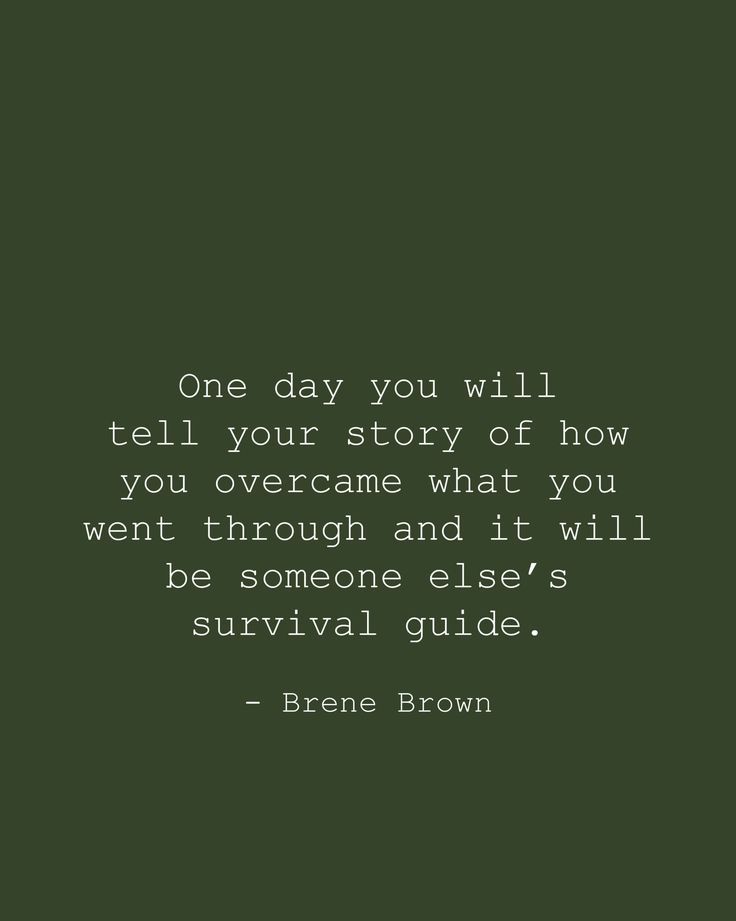 One day you will
tell your story of how
you overcame what you
went through and it will
be someone else’s
survival guide.
- Brene Brown